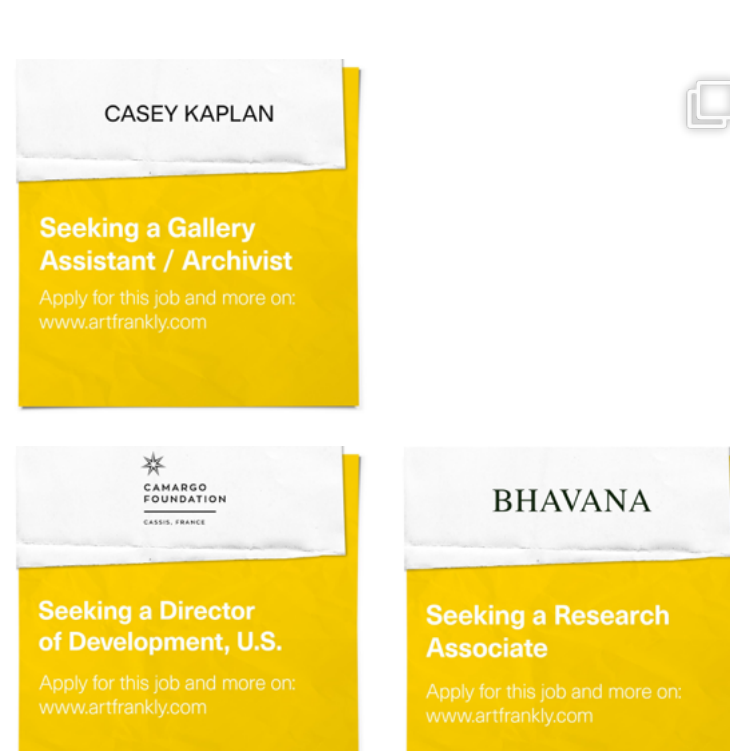 CASEY KAPLAN
Seeking a Gallery
Assistant / Archivist
Apply for this job and more on:
www.artfrankly.com
CAMARGO
FOUNDATION
CASSIS, FRANCE
Seeking a Director
of Development, U.S.
Apply for this job and more on:
www.artfrankly.com
BHAVANA
Seeking a Research
Associate
Apply for this job and more on:
www.artfrankly.com